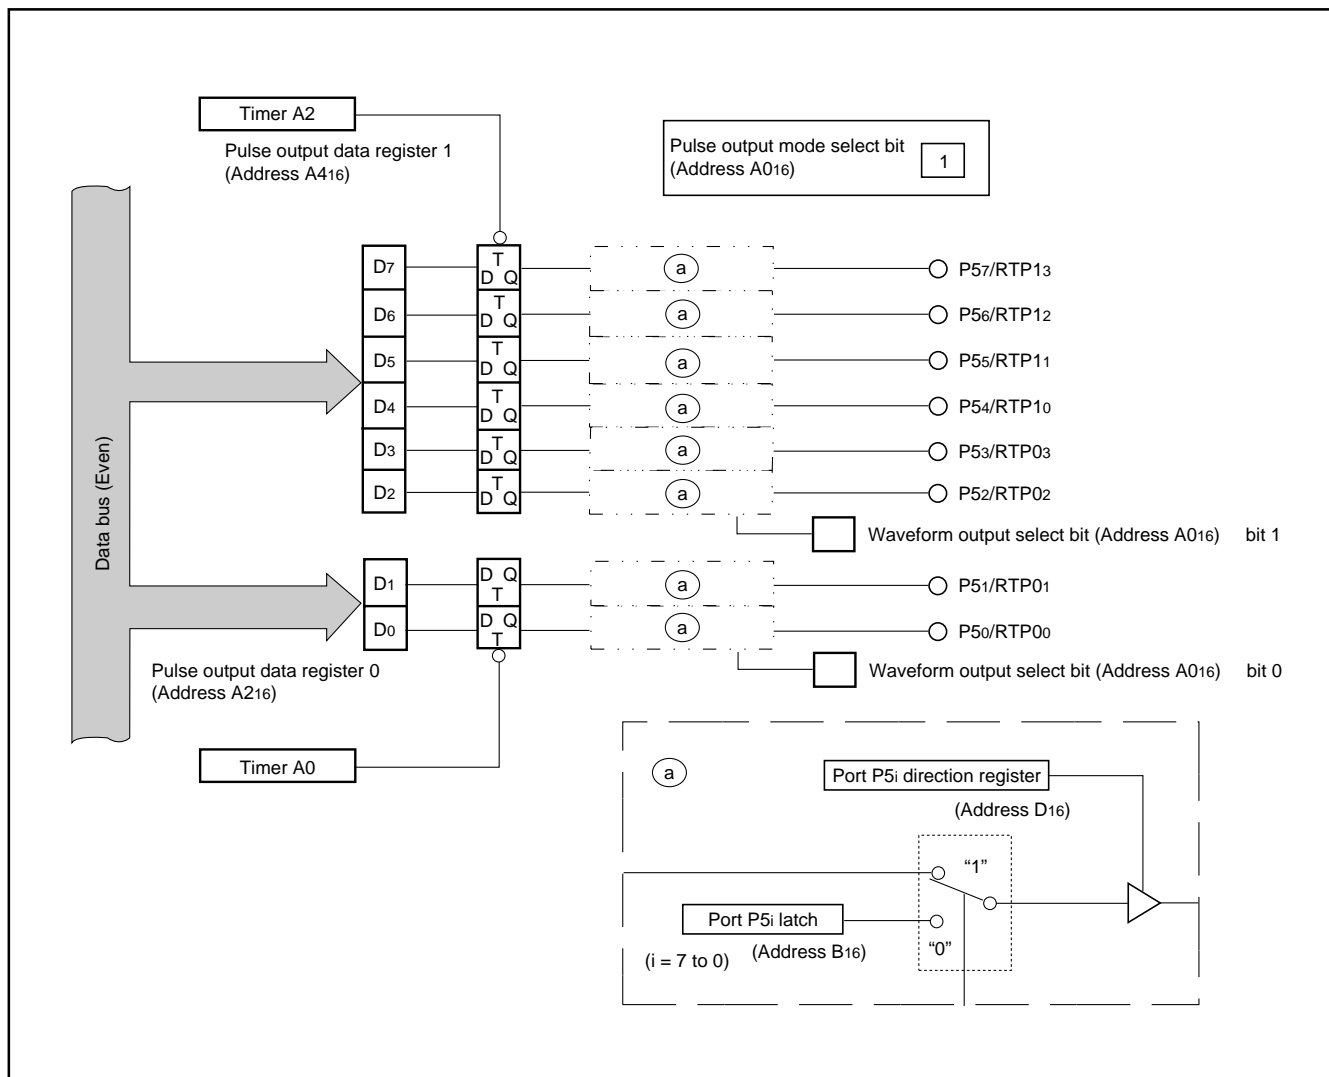 Timer A2
Pulse output data register 1
(Address A416)
Pulse output mode select bit
(Address A016)
1
Data bus (Even)
D7
T
D Q
a
P57/RTP13
D6
T
D Q
a
P56/RTP12
D5
T
D Q
a
P55/RTP11
D4
T
D Q
a
P54/RTP10
D3
T
D Q
a
P53/RTP03
D2
T
D Q
a
P52/RTP02
Waveform output select bit (Address A016) bit 1
D1
D Q
T
a
P51/RTP01
D0
D Q
T
a
P50/RTP00
Waveform output select bit (Address A016) bit 0
Pulse output data register 0
(Address A216)
Timer A0
a
Port P5i direction register
(Address D16)
“1”
Port P5i latch
(Address B16)
“0”
(i = 7 to 0)